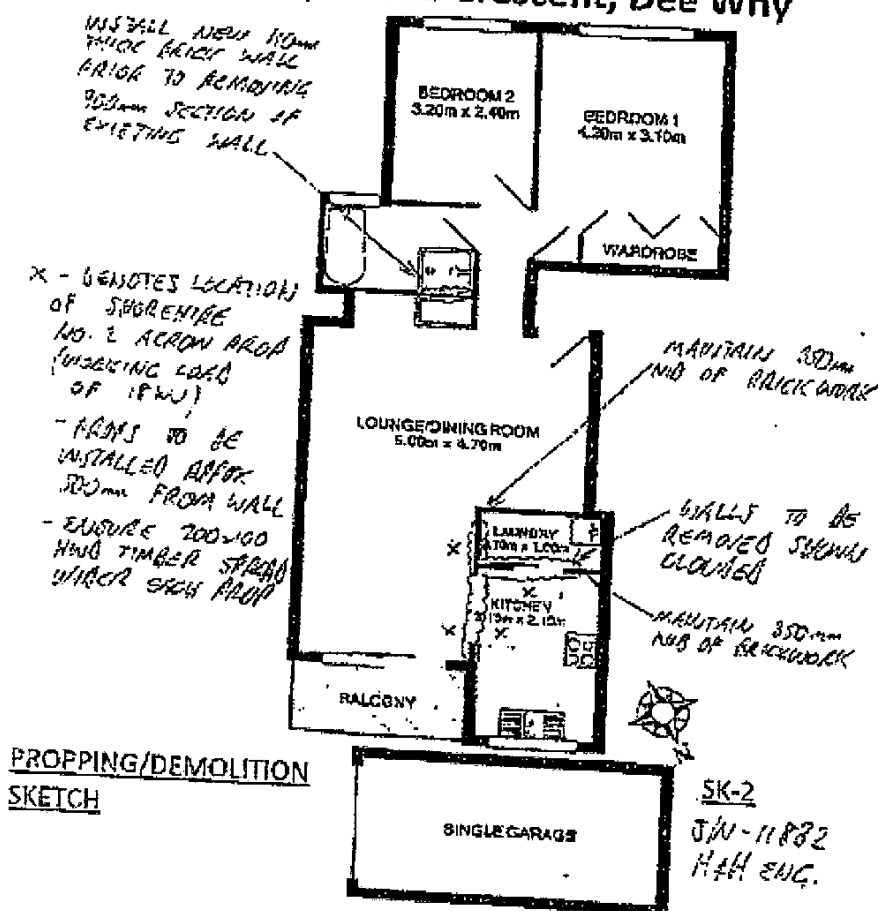 Crescent, Dee Why
INSTALL NEW 110mm
THICK BRICK WALL
PRIOR TO REMOVING
900mm SECTION OF
EXISTING WALL
BEDROOM 2
3.20m x 2.40m
BEDROOM 1
4.20m x 3.10m
WARDROBE
x - DENOTES LOCATION
OF SHOREHIRE
NO. 2 ACROW PROP
(WORKING LOAD
OF 18kN)
- PROPS TO BE
INSTALLED APPROX
500mm FROM WALL
- ENSURE 200x100
HWD TIMBER SPREAD
UNDER EACH PROP
MAINTAIN 350mm
NIB OF BRICKWORK
LOUNGE/DINING ROOM
5.00m x 4.70m
LAUNDRY
WALLS TO BE
REMOVED SHOWN
CLOUDED
KITCHEN
MAINTAIN 350mm
NIB OF BRICKWORK
BALCONY
PROPPING/DEMOLITION
SKETCH
SINGLE GARAGE
SK-2
J/N-11832
H&H ENG.